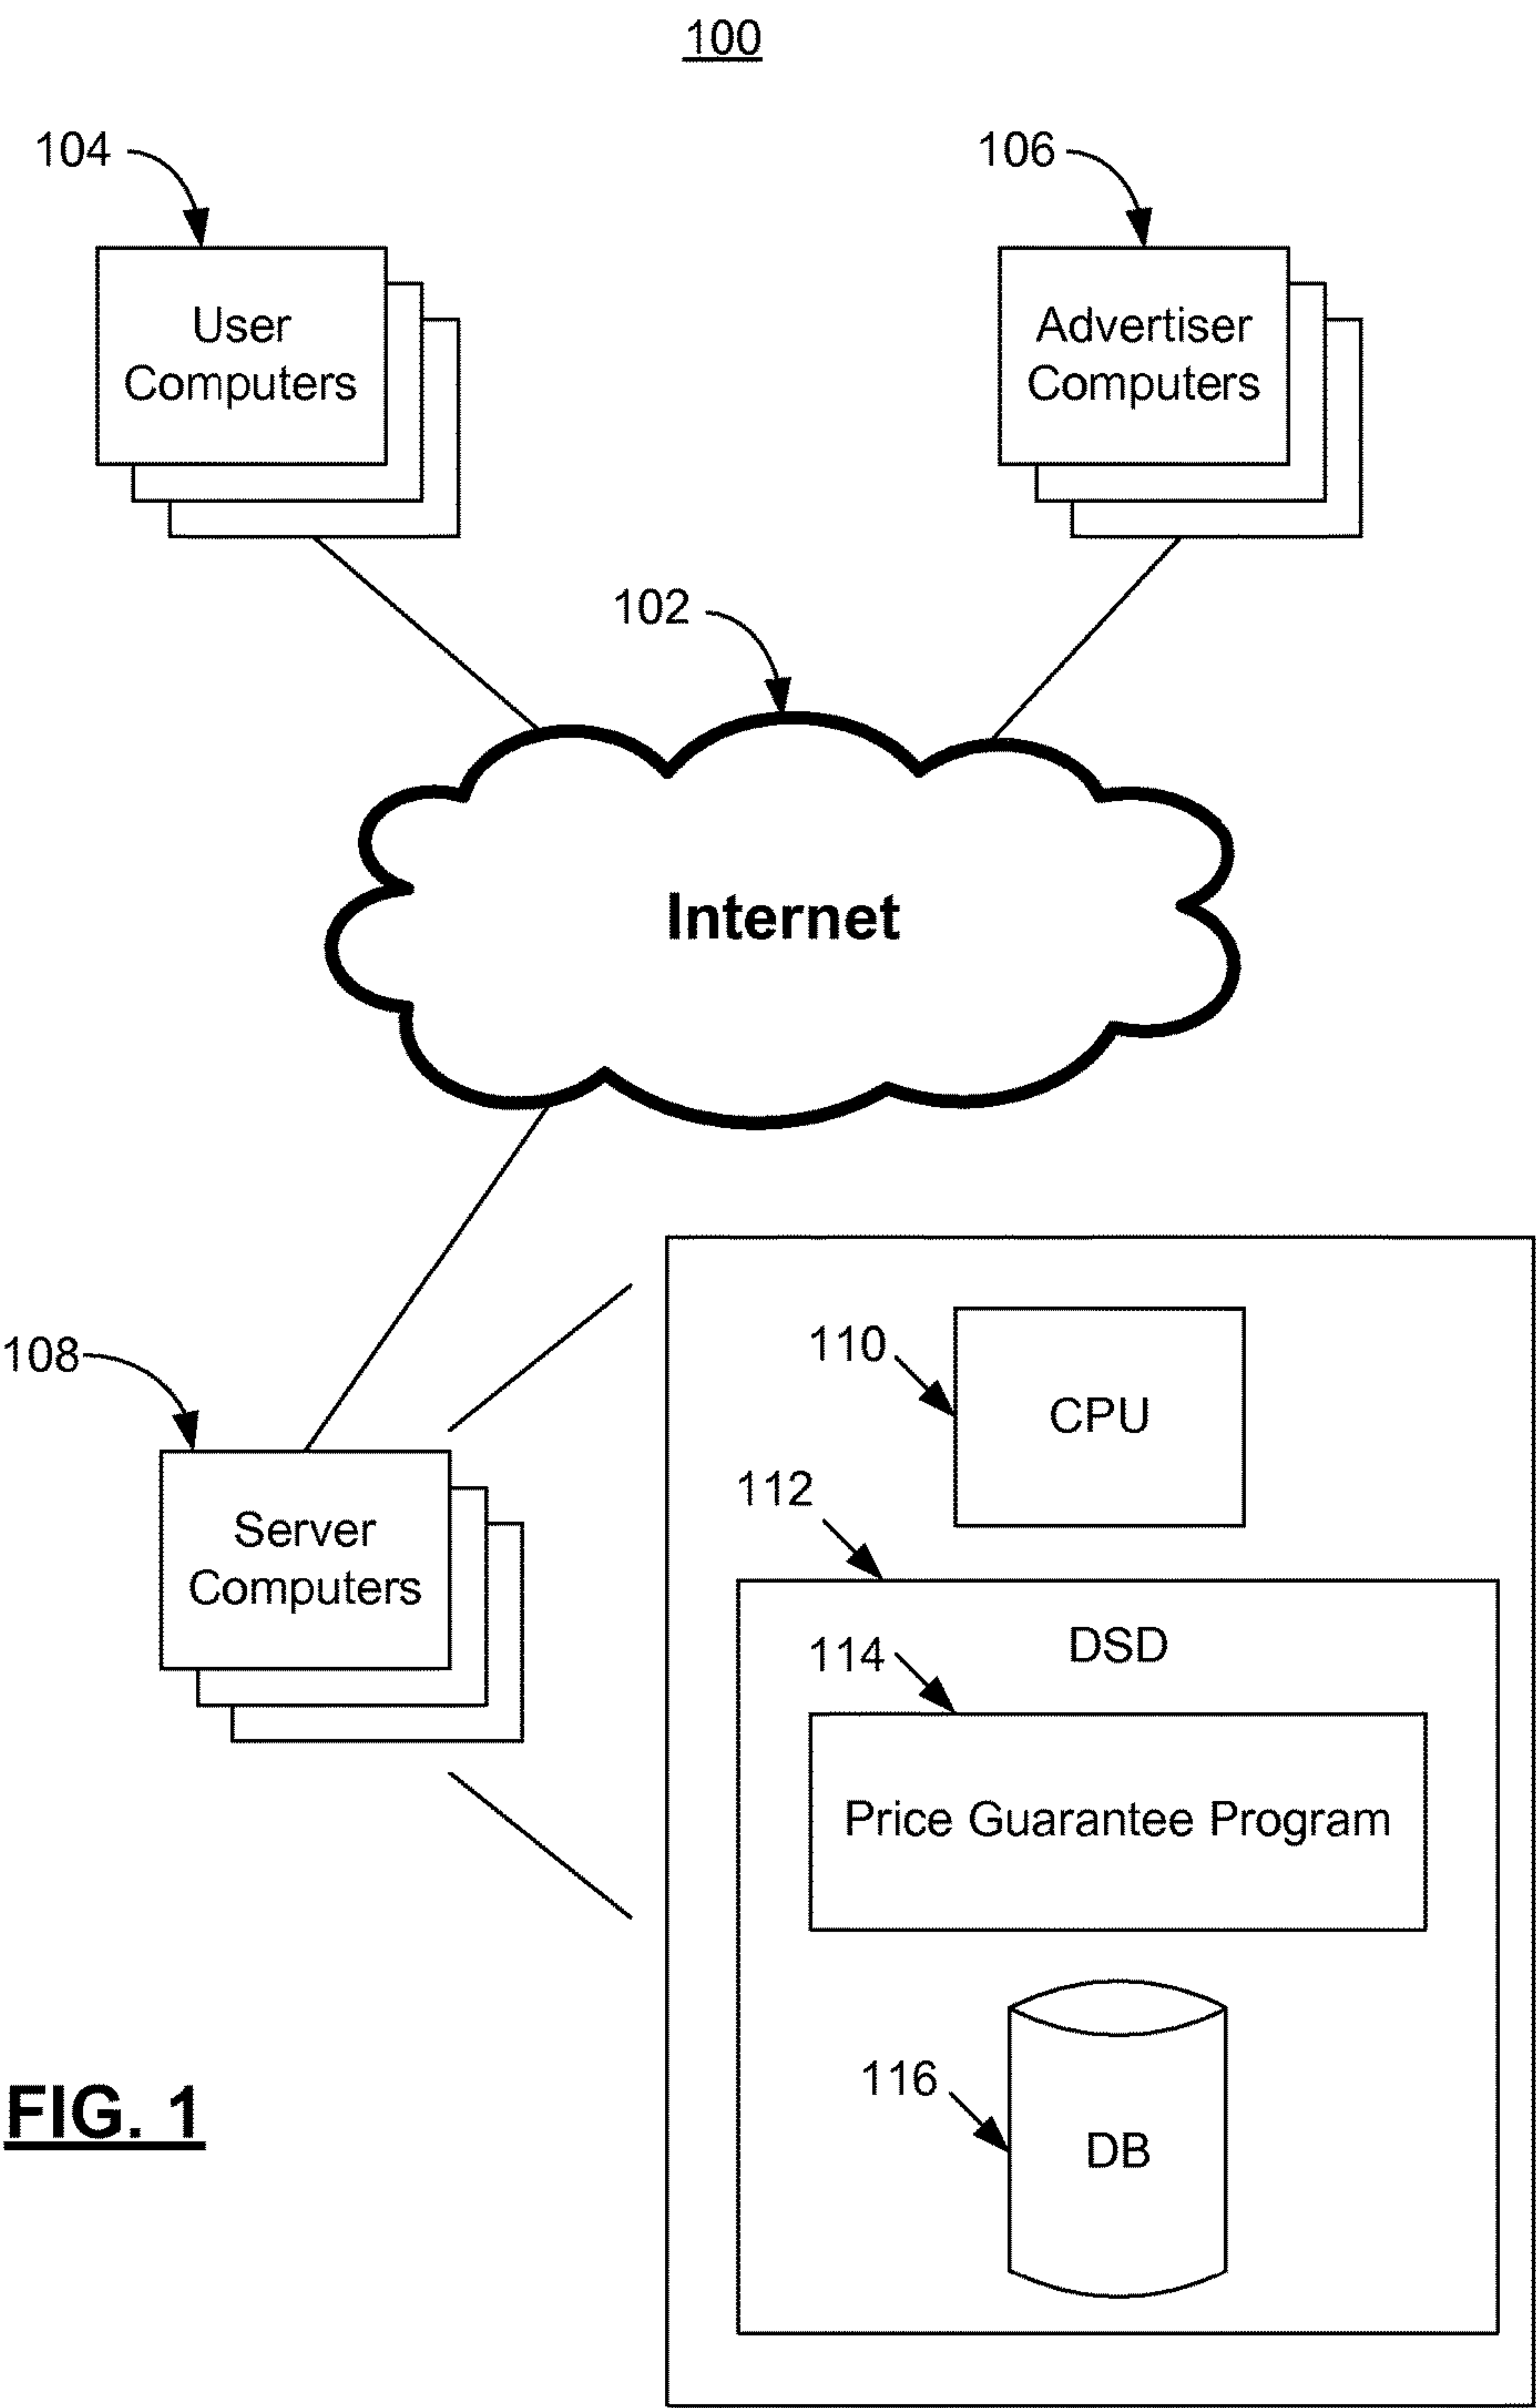 100
104
106
User
Computers
Advertiser
Computers
102
Internet
108
Server
Computers
110
CPU
112
DSD
114
Price Guarantee Program
116
DB
FIG. 1